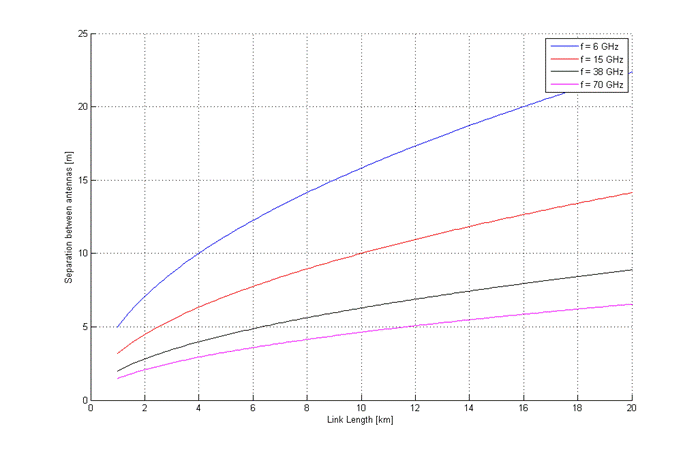 25
20
15
10
5
0
Separation between antennas [m]
f = 6 GHz
f = 15 GHz
f = 38 GHz
f = 70 GHz
0 2 4 6 8 10 12 14 16 18 20
Link Length [km]